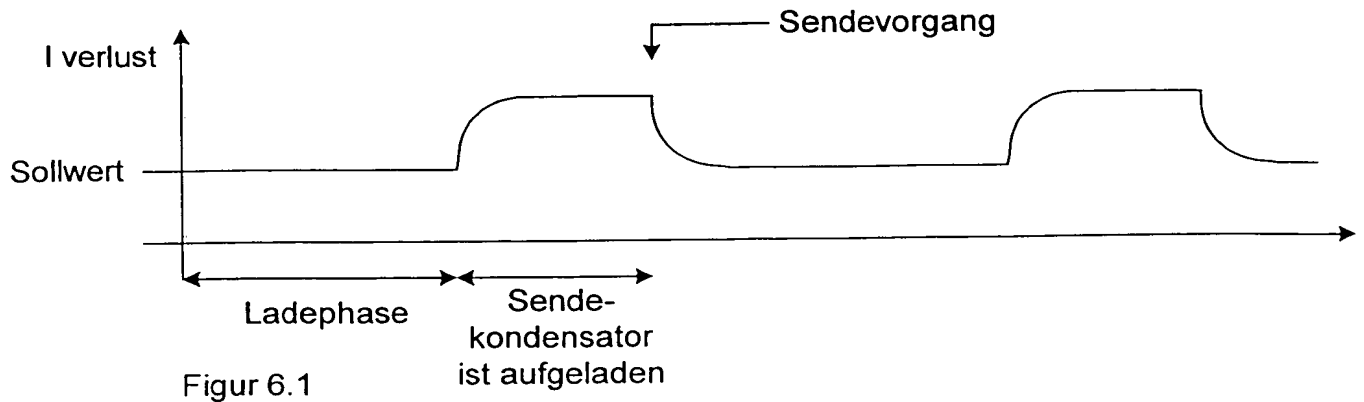 Sendevorgang
I verlust
Sollwert
Ladephase
Sende-
kondensator
ist aufgeladen
Figur 6.1